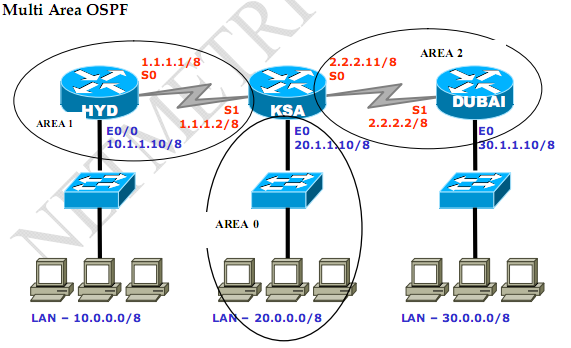 Multi Area OSPF
1.1.1.1/8
S0
2.2.2.11/8
S0
AREA 2
HYD
KSA
DUBAI
AREA 1
S1
1.1.1.2/8
S1
2.2.2.2/8
E0/0
10.1.1.10/8
E0
20.1.1.10/8
E0
30.1.1.10/8
AREA 0
LAN – 10.0.0.0/8
LAN – 20.0.0.0/8
LAN – 30.0.0.0/8
NETMETRI